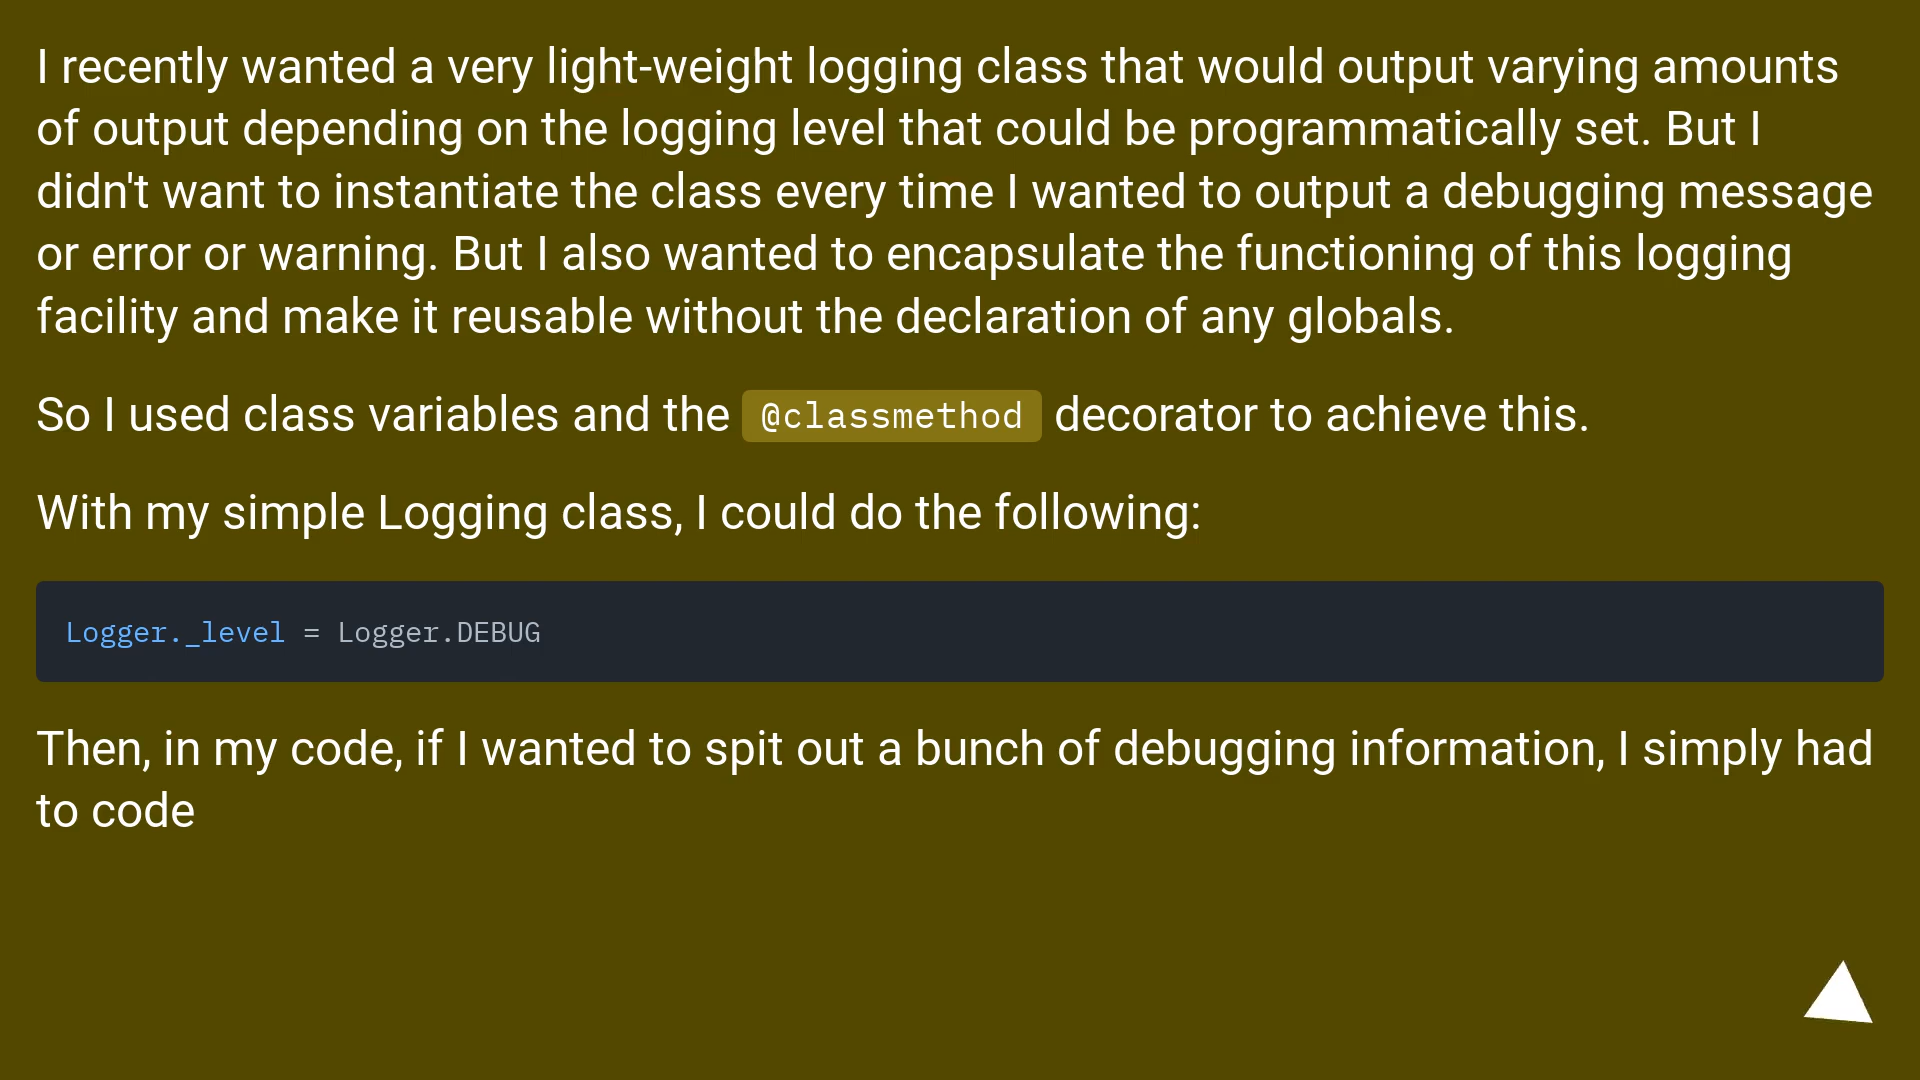 I recently wanted a very light-weight logging class that would output varying amounts
of output depending on the logging level that could be programmatically set. But I
didn't want to instantiate the class every time I wanted to output a debugging message
or error or warning. But I also wanted to encapsulate the functioning of this logging
facility and make it reusable without the declaration of any globals.
So I used class variables and the @classmethod decorator to achieve this.
With my simple Logging class, I could do the following:
Logger._level = Logger.DEBUG
Then, in my code, if I wanted to spit out a bunch of debugging information, I simply had
to code